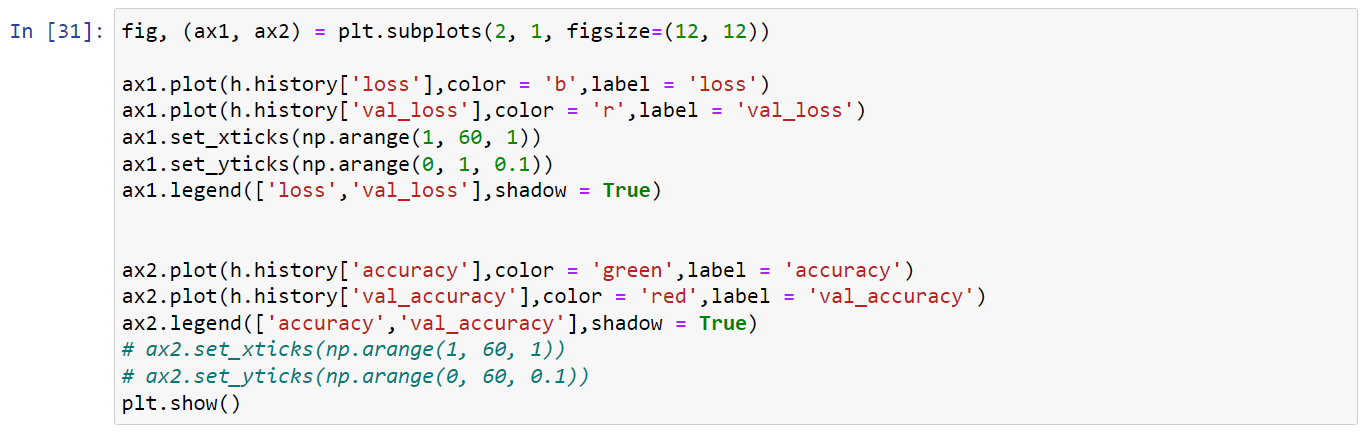 In [31]: fig, (ax1, ax2) = plt.subplots(2, 1, figsize=(12, 12))
ax1.plot(h.history['loss'],color = 'b',label = 'loss')
ax1.plot(h.history['val_loss'],color = 'r',label = 'val_loss')
ax1.set_xticks(np.arange(1, 60, 1))
ax1.set_yticks(np.arange(0, 1, 0.1))
ax1.legend(['loss','val_loss'],shadow = True)
ax2.plot(h.history['accuracy'],color = 'green',label = 'accuracy')
ax2.plot(h.history['val_accuracy'],color = 'red',label = 'val_accuracy')
ax2.legend(['accuracy','val_accuracy'],shadow = True)
# ax2.set_xticks(np.arange(1, 60, 1))
# ax2.set_yticks(np.arange(0, 60, 0.1))
plt.show()